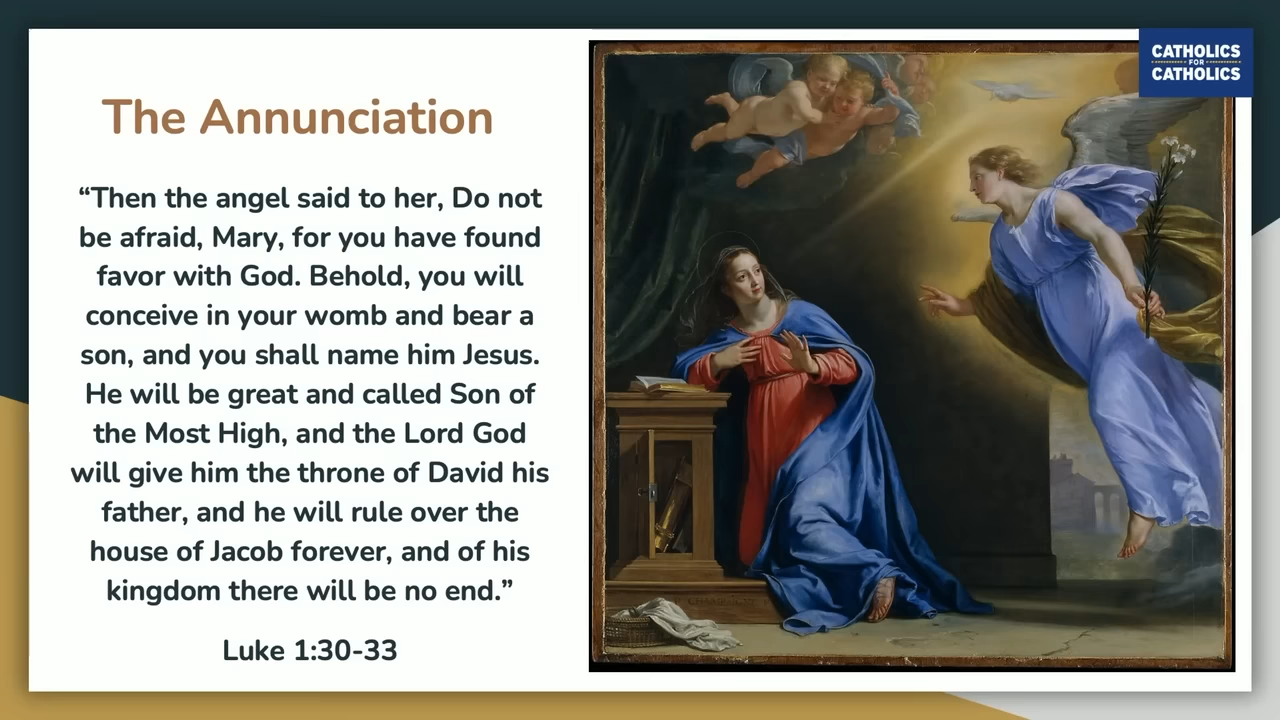 The Annunciation
“Then the angel said to her, Do not
be afraid, Mary, for you have found
favor with God. Behold, you will
conceive in your womb and bear a
son, and you shall name him Jesus.
He will be great and called Son of
the Most High, and the Lord God
will give him the throne of David his
father, and he will rule over the
house of Jacob forever, and of his
kingdom there will be no end.”
Luke 1:30-33
CATHOLICS
FOR
CATHOLICS